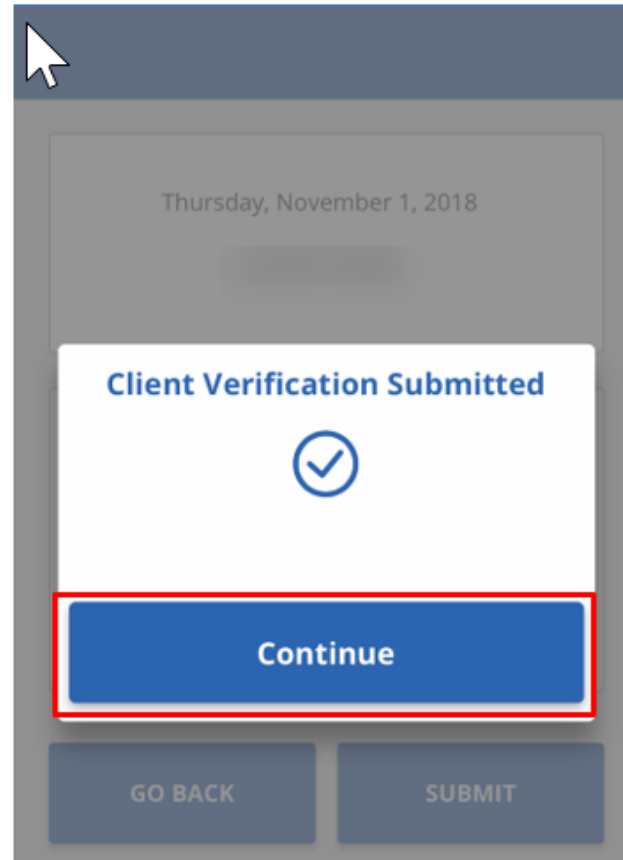 Thursday, November 1, 2018
Client Verification Submitted
Continue
GO BACK
SUBMIT